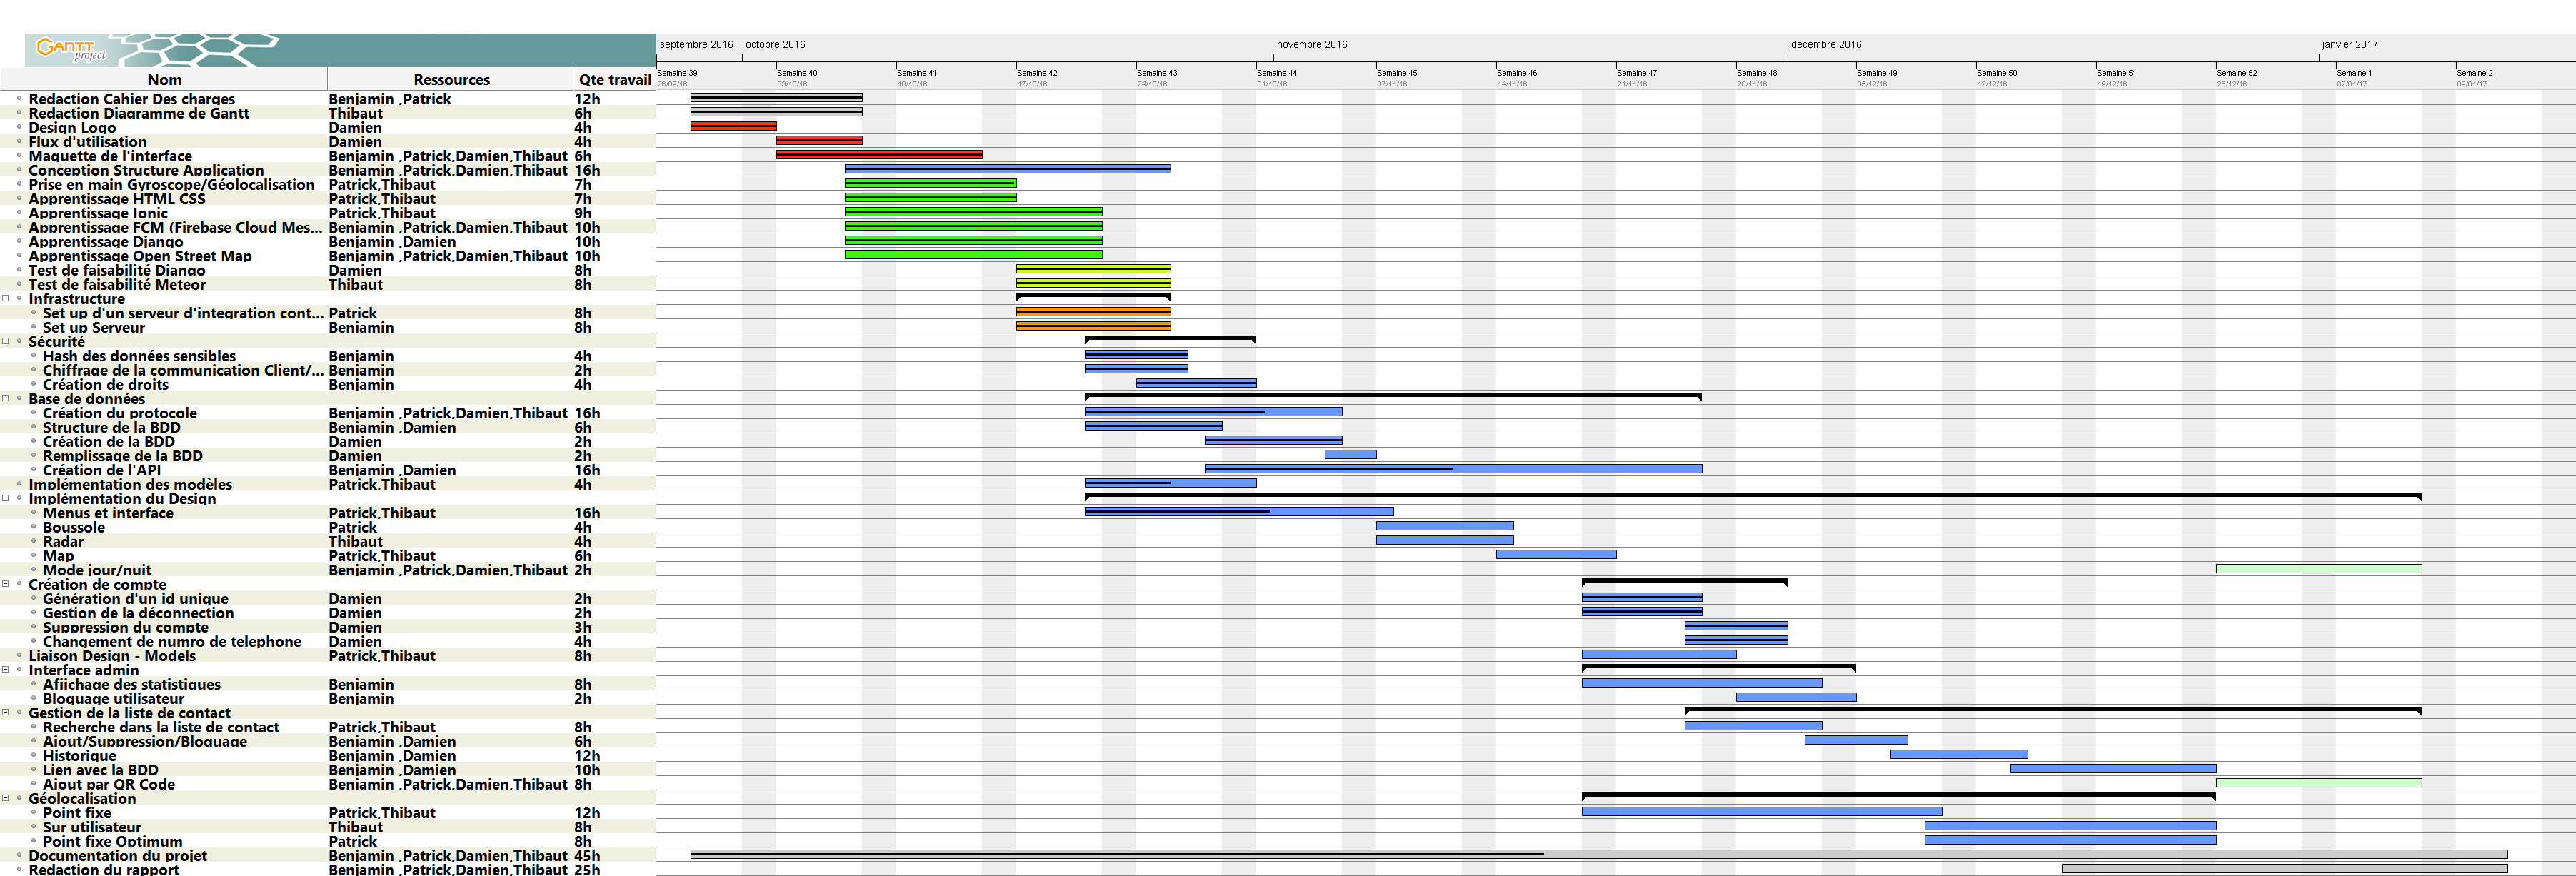 GANTT project
septembre 2016 octobre 2016 novembre 2016 décembre 2016 janvier 2017
Nom Ressources Qte travail
Semaine 39 Semaine 40 Semaine 41 Semaine 42 Semaine 43 Semaine 44 Semaine 45 Semaine 46 Semaine 47 Semaine 48 Semaine 49 Semaine 50 Semaine 51 Semaine 52 Semaine 1 Semaine 2
26/09/16 03/10/16 10/10/16 17/10/16 24/10/16 31/10/16 07/11/16 14/11/16 21/11/16 28/11/16 05/12/16 12/12/16 19/12/16 26/12/16 02/01/17 09/01/17
Redaction Cahier Des charges Benjamin ,Patrick 12h
Redaction Diagramme de Gantt Thibaut 6h
Design Logo Damien 4h
Flux d'utilisation Damien 4h
Maquette de l'interface Benjamin ,Patrick,Damien,Thibaut 6h
Conception Structure Application Benjamin ,Patrick,Damien,Thibaut 16h
Prise en main Gyroscope/Géolocalisation Patrick,Thibaut 7h
Apprentissage HTML CSS Patrick,Thibaut 7h
Apprentissage Ionic Patrick,Thibaut 9h
Apprentissage FCM (Firebase Cloud Mes... Benjamin ,Patrick,Damien,Thibaut 10h
Apprentissage Django Benjamin ,Damien 10h
Apprentissage Open Street Map Benjamin ,Patrick,Damien,Thibaut 10h
Test de faisabilité Django Damien 8h
Test de faisabilité Meteor Thibaut 8h
Infrastructure
Set up d'un serveur d'integration cont... Patrick 8h
Set up Serveur Benjamin 8h
Sécurité
Hash des données sensibles Benjamin 4h
Chiffrage de la communication Client/... Benjamin 2h
Création de droits Benjamin 4h
Base de données
Création du protocole Benjamin ,Patrick,Damien,Thibaut 16h
Structure de la BDD Benjamin ,Damien 6h
Création de la BDD Damien 2h
Remplissage de la BDD Damien 2h
Création de l'API Benjamin ,Damien 16h
Implémentation des modèles Patrick,Thibaut 4h
Implémentation du Design
Menus et interface Patrick,Thibaut 16h
Boussole Patrick 4h
Radar Thibaut 4h
Map Patrick,Thibaut 6h
Mode jour/nuit Benjamin ,Patrick,Damien,Thibaut 2h
Création de compte
Génération d'un id unique Damien 2h
Gestion de la déconnection Damien 2h
Suppression du compte Damien 3h
Changement de numro de telephone Damien 4h
Liaison Design - Models Patrick,Thibaut 8h
Interface admin
Afiichage des statistiques Benjamin 8h
Bloquage utilisateur Benjamin 2h
Gestion de la liste de contact
Recherche dans la liste de contact Patrick,Thibaut 8h
Ajout/Suppression/Bloquage Benjamin ,Damien 6h
Historique Benjamin ,Damien 12h
Lien avec la BDD Benjamin ,Damien 10h
Ajout par QR Code Benjamin ,Patrick,Damien,Thibaut 8h
Géolocalisation
Point fixe Patrick,Thibaut 12h
Sur utilisateur Thibaut 8h
Point fixe Optimum Patrick 8h
Documentation du projet Benjamin ,Patrick,Damien,Thibaut 45h
Redaction du rapport Benjamin ,Patrick,Damien,Thibaut 25h